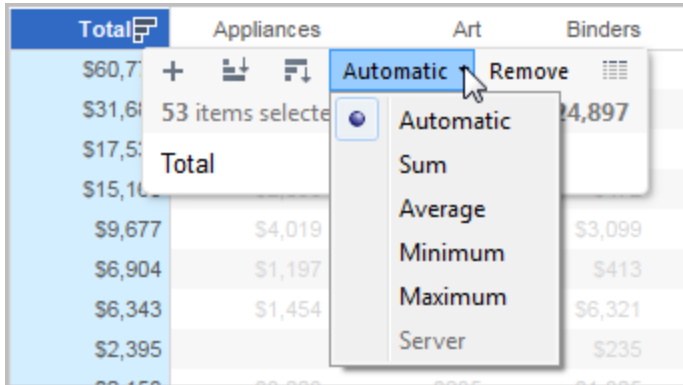 Total Appliances Art Binders
$60,7 Automatic Remove
$31,6 53 items selecte 24,897
Automatic
$17,5 Total Sum
$15,1
Average
$9,677 $4,019 $3,099
Minimum
$6,904 $1,197 $413
Maximum
$6,343 $1,454 $6,321
Server
$2,395 $235